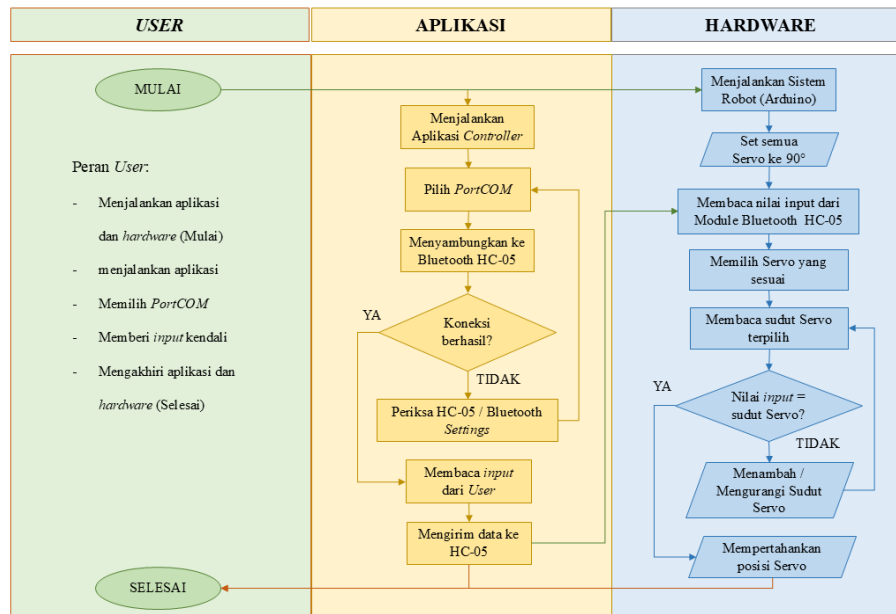 USER
APLIKASI
HARDWARE
MULAI
Peran User:
- Menjalankan aplikasi
dan hardware (Mulai)
- menjalankan aplikasi
- Memilih PortCOM
- Memberi input kendali
- Mengakhiri aplikasi dan
hardware (Selesai)
SELESAI
Menjalankan
Aplikasi Controller
Pilih PortCOM
Menyambungkan ke
Bluetooth HC-05
YA
Koneksi
berhasil?
TIDAK
Periksa HC-05 / Bluetooth
Settings
Membaca input
dari User
Mengirim data ke
HC-05
Menjalankan Sistem
Robot (Arduino)
Set semua
Servo ke 90°
Membaca nilai input dari
Module Bluetooth HC-05
Memilih Servo yang
sesuai
Membaca sudut Servo
terpilih
YA
Nilai input =
sudut Servo?
TIDAK
Menambah /
Mengurangi Sudut
Servo
Mempertahankan
posisi Servo